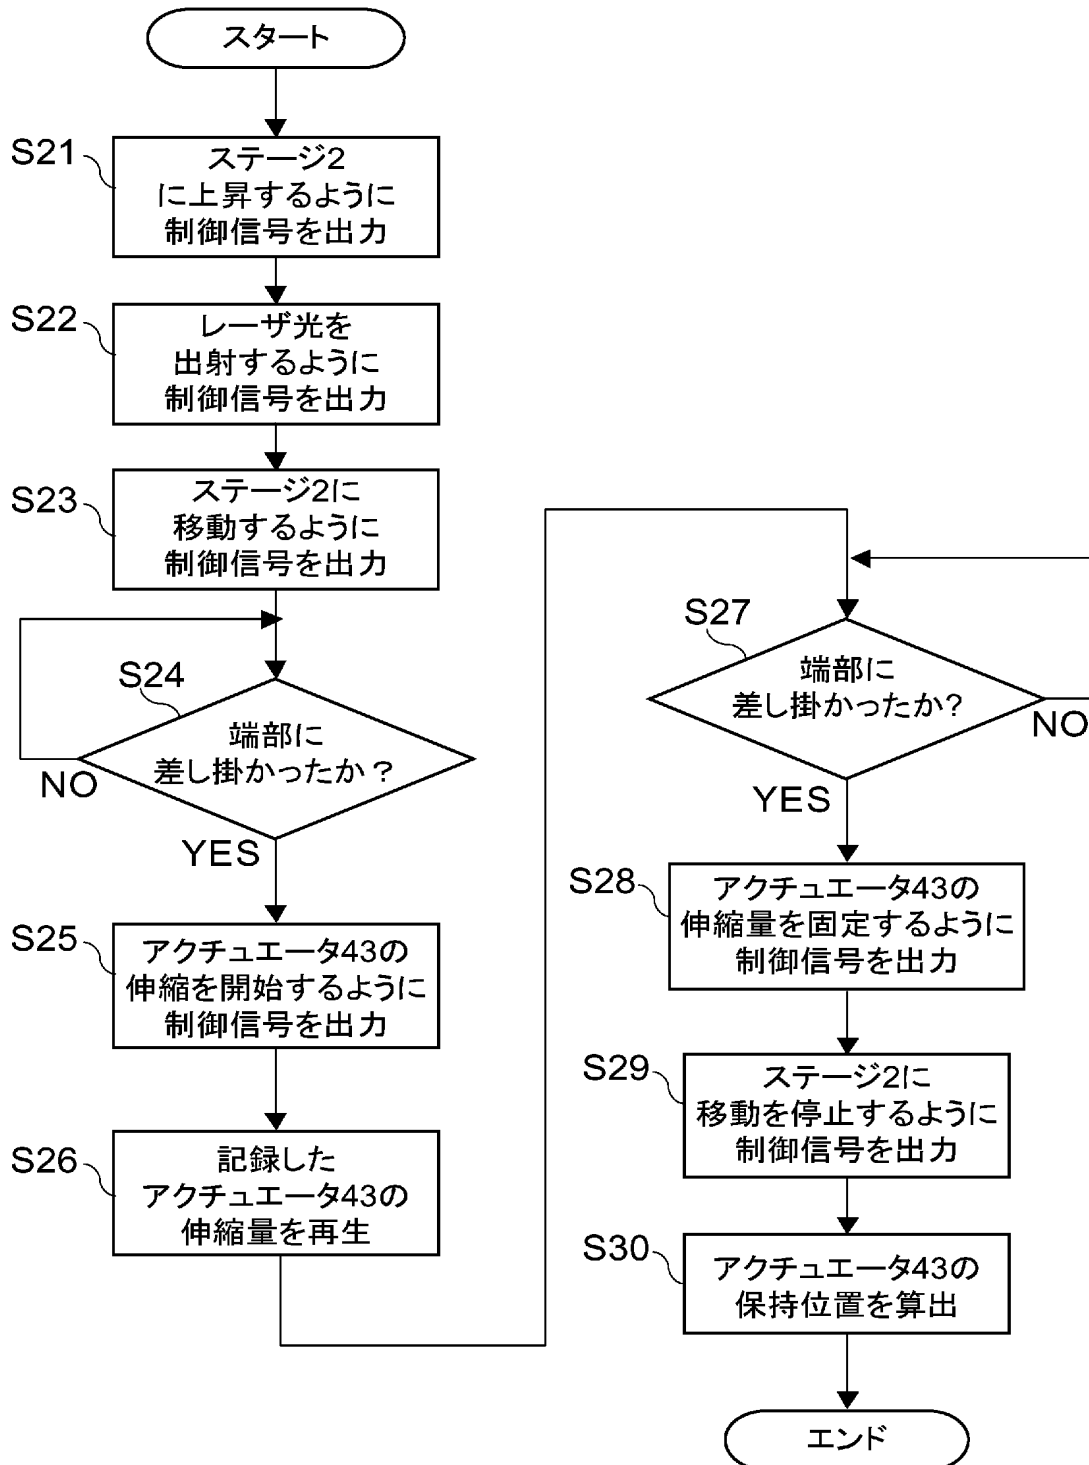 スタート
S21
ステージ2
に上昇するように
制御信号を出力
S22
レーザ光を
出射するように
制御信号を出力
S23
ステージ2に
移動するように
制御信号を出力
S24
端部に
差し掛かったか？
NO
YES
S25
アクチュエータ43の
伸縮を開始するように
制御信号を出力
S26
記録した
アクチュエータ43の
伸縮量を再生
S27
端部に
差し掛かったか?
NO
YES
S28
アクチュエータ43の
伸縮量を固定するように
制御信号を出力
S29
ステージ2に
移動を停止するように
制御信号を出力
S30
アクチュエータ43の
保持位置を算出
エンド